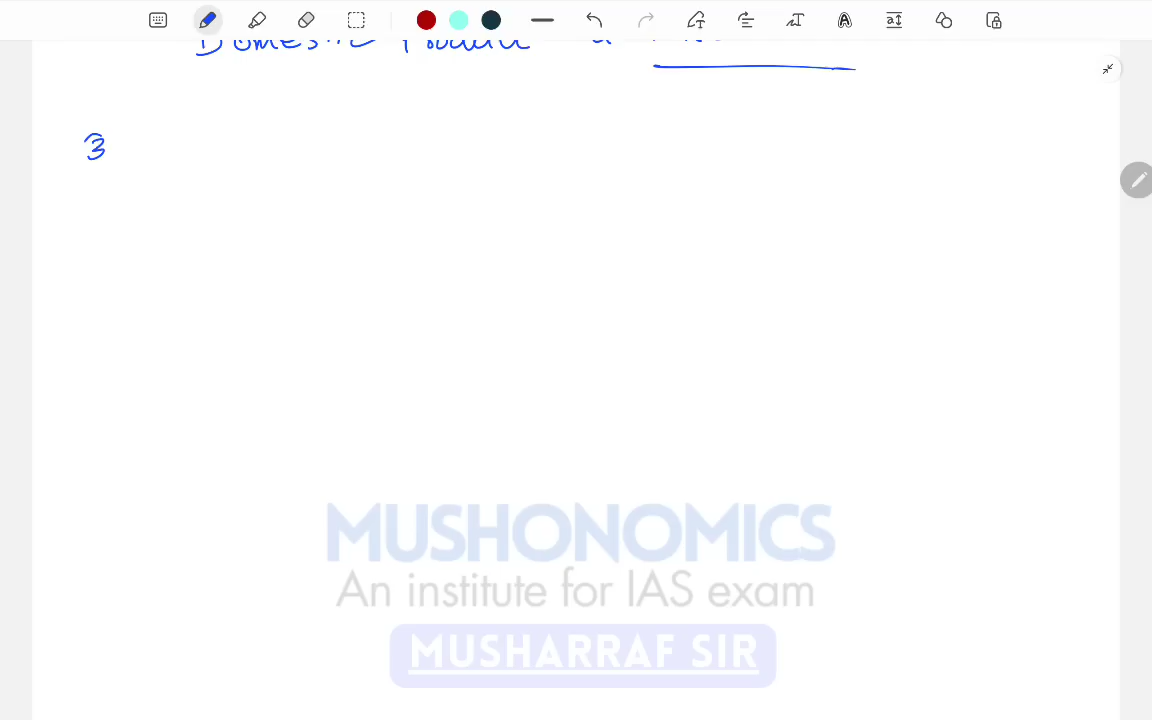 Domestic Product
3
MUSHONOMICS
An institute for IAS exam
MUSHARRAF SIR